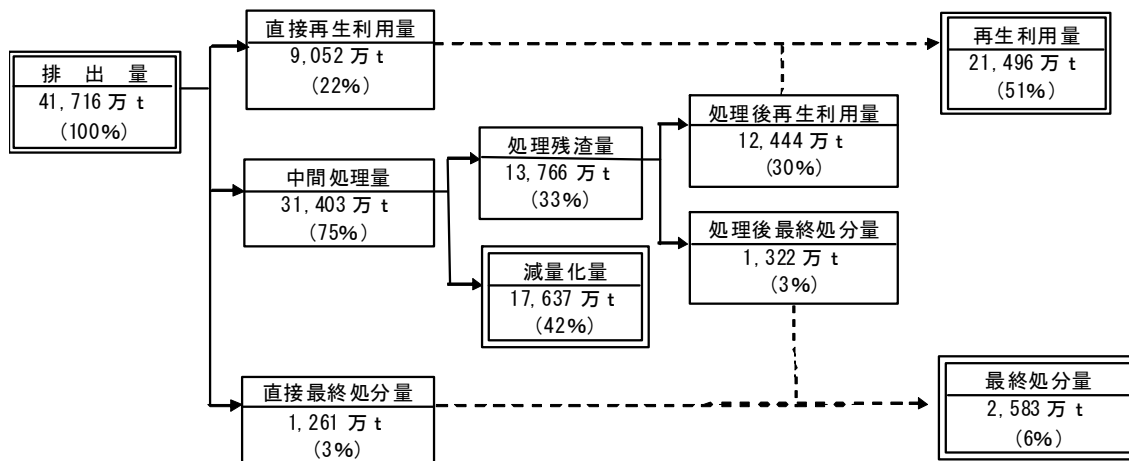 排出量
41,716 万 t
(100%)
直接再生利用量
9,052 万 t
(22%)
中間処理量
31,403 万 t
(75%)
直接最終処分量
1,261 万 t
(3%)
処理残渣量
13,766 万 t
(33%)
減量化量
17,637 万 t
(42%)
処理後再生利用量
12,444 万 t
(30%)
処理後最終処分量
1,322 万 t
(3%)
再生利用量
21,496 万 t
(51%)
最終処分量
2,583 万 t
(6%)